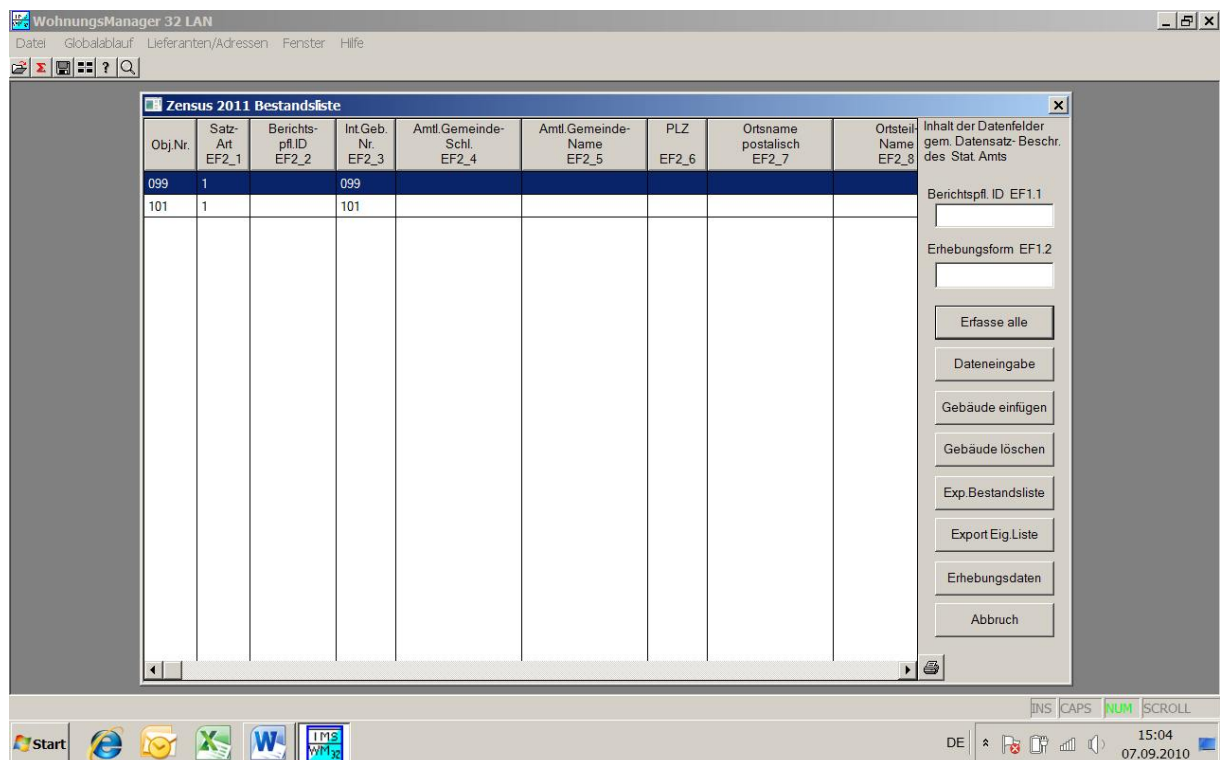 WohnungsManager 32 LAN
Datei Globalablauf Lieferanten/Adressen Fenster Hilfe
Σ ?
Zensus 2011 Bestandsliste
Obj.Nr.
Satz-
Art
EF2_1
Berichts-
pfl.ID
EF2_2
Int.Geb.
Nr.
EF2_3
Amtl.Gemeinde-
Schl.
EF2_4
Amtl.Gemeinde-
Name
EF2_5
PLZ
EF2_6
Ortsname
postalisch
EF2_7
Ortsteil-
Name
EF2_8
099 1 099
101 1 101
Inhalt der Datenfelder
gem. Datensatz- Beschr.
des Stat. Amts
Berichtspfl. ID EF1.1
Erhebungsform EF1.2
Erfasse alle
Dateneingabe
Gebäude einfügen
Gebäude löschen
Exp.Bestandsliste
Export Eig.Liste
Erhebungsdaten
Abbruch
INS CAPS NUM SCROLL
Start
IMS
WM32
DE
15:04
07.09.2010